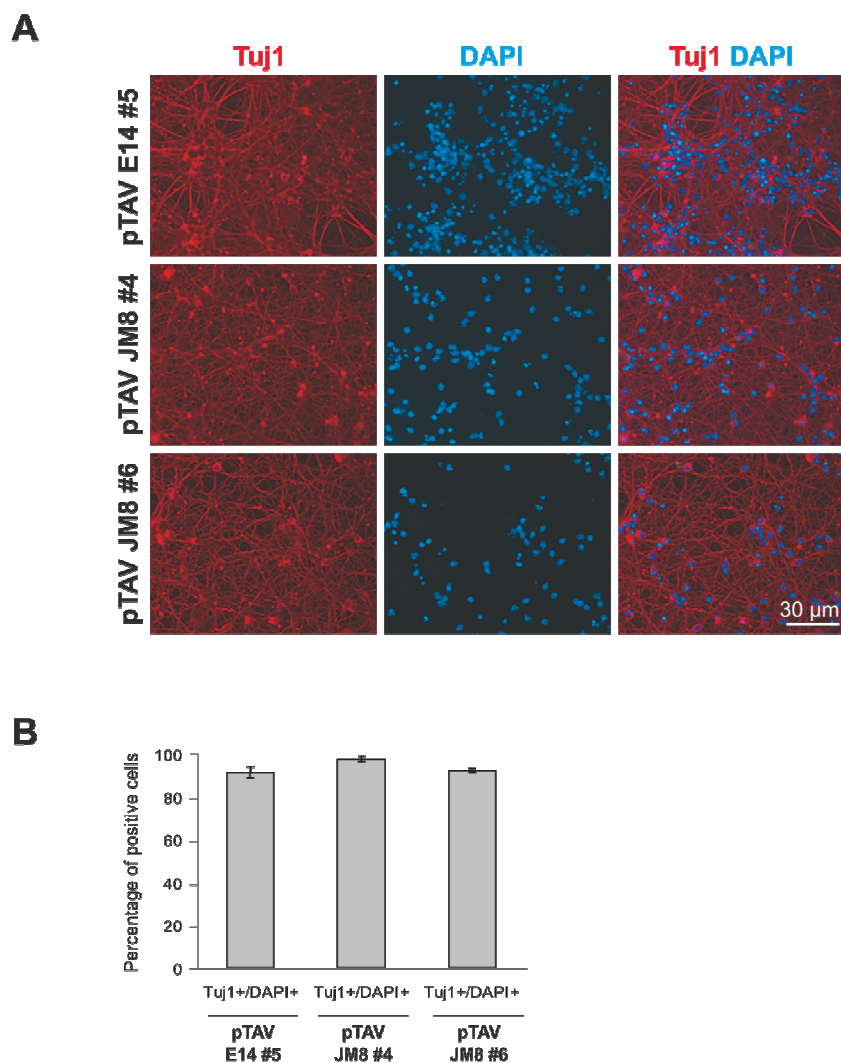 A
Tuj1 DAPI Tuj1 DAPI
pTAV E14 #5
pTAV JM8 #4
pTAV JM8 #6
30 µm
B
Percentage of positive cells
100
80
60
40
20
0
Tuj1+/DAPI+ Tuj1+/DAPI+ Tuj1+/DAPI+
pTAV pTAV pTAV
E14 #5 JM8 #4 JM8 #6